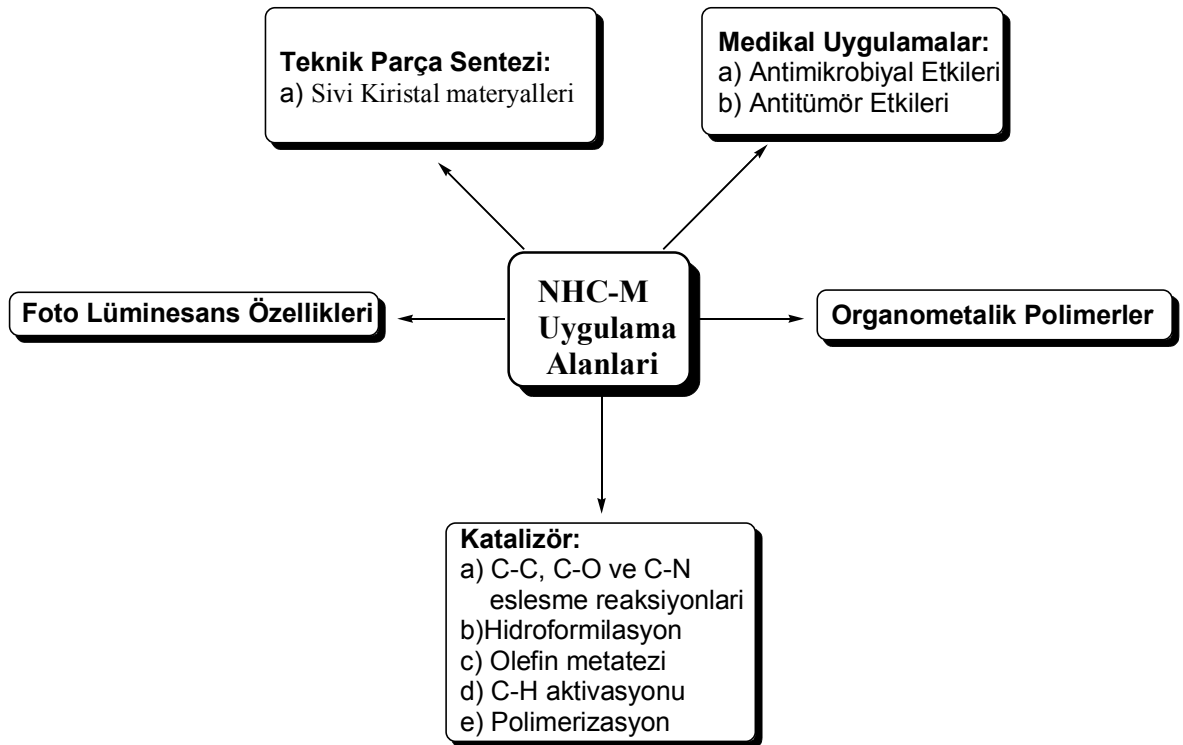 Teknik Parça Sentezi:
a) Sivi Kiristal materyalleri
Medikal Uygulamalar:
a) Antimikrobiyal Etkileri
b) Antitümör Etkileri
Foto Lüminesans Özellikleri
NHC-M
Uygulama
Alanlari
Organometalik Polimerler
Katalizör:
a) C-C, C-O ve C-N
eslesme reaksiyonlari
b)Hidroformilasyon
c) Olefin metatezi
d) C-H aktivasyonu
e) Polimerizasyon